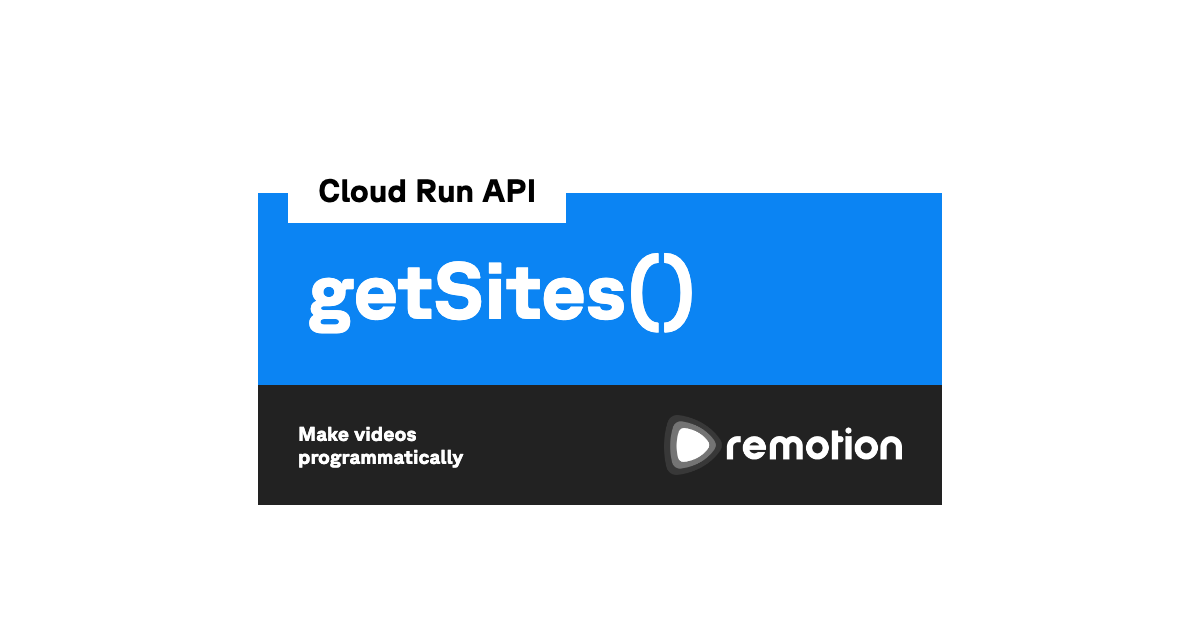 Cloud Run API
getSites()
Make videos
programmatically
remotion